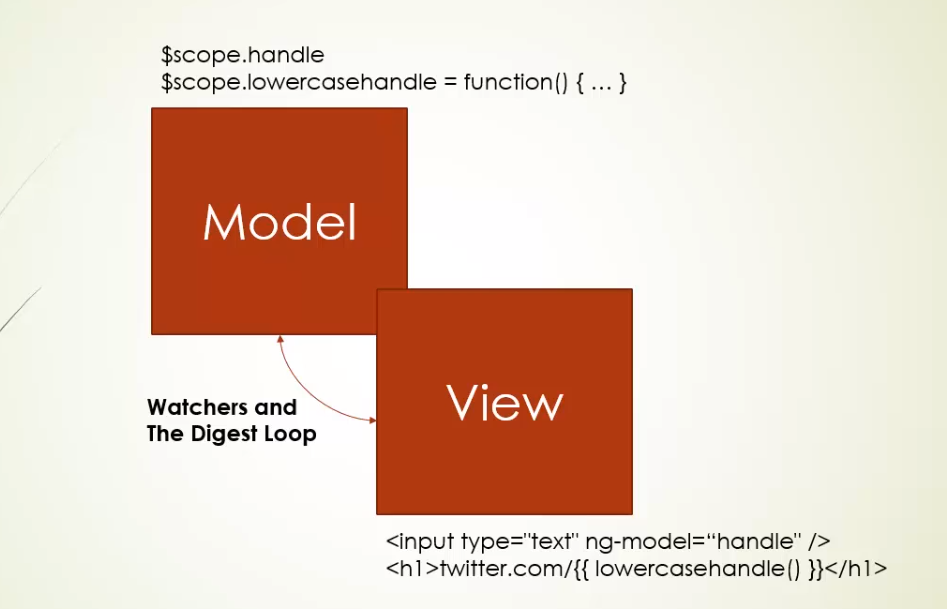 $scope.handle
$scope.lowercasehandle = function() { … }
Model
View
Watchers and
The Digest Loop
<input type="text" ng-model=“handle" />
<h1>twitter.com/{{ lowercasehandle() }}</h1>